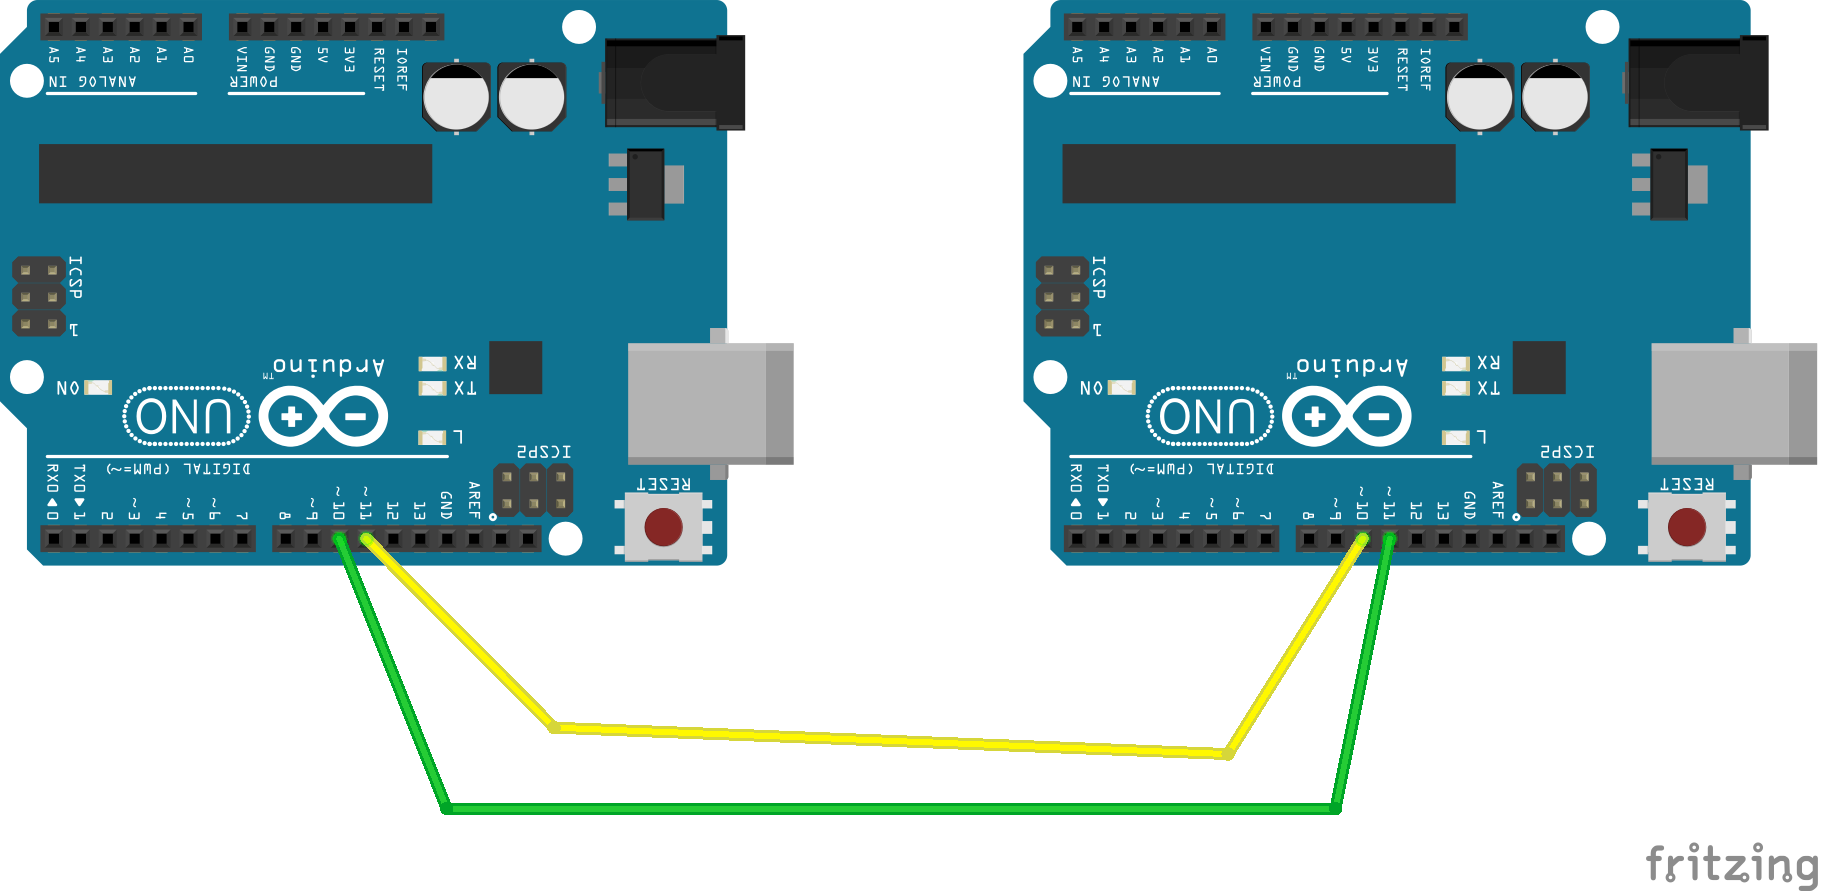 A5 A4 A3 A2 A1 A0
ANALOG IN
VIN GND GND 5V 3V3 RESET IOREF
POWER
ICSP
1
Arduino™
UNO
ON
RX
TX
L
ICSP2
DIGITAL (PWM=~)
RESET
RX0◄0 TX0►1 2 ~3 4 ~5 ~6 7 8 ~9 ~10 ~11 12 13 GND AREF
A5 A4 A3 A2 A1 A0
ANALOG IN
VIN GND GND 5V 3V3 RESET IOREF
POWER
ICSP
1
Arduino™
UNO
ON
RX
TX
L
ICSP2
DIGITAL (PWM=~)
RESET
RX0◄0 TX0►1 2 ~3 4 ~5 ~6 7 8 ~9 ~10 ~11 12 13 GND AREF
fritzing